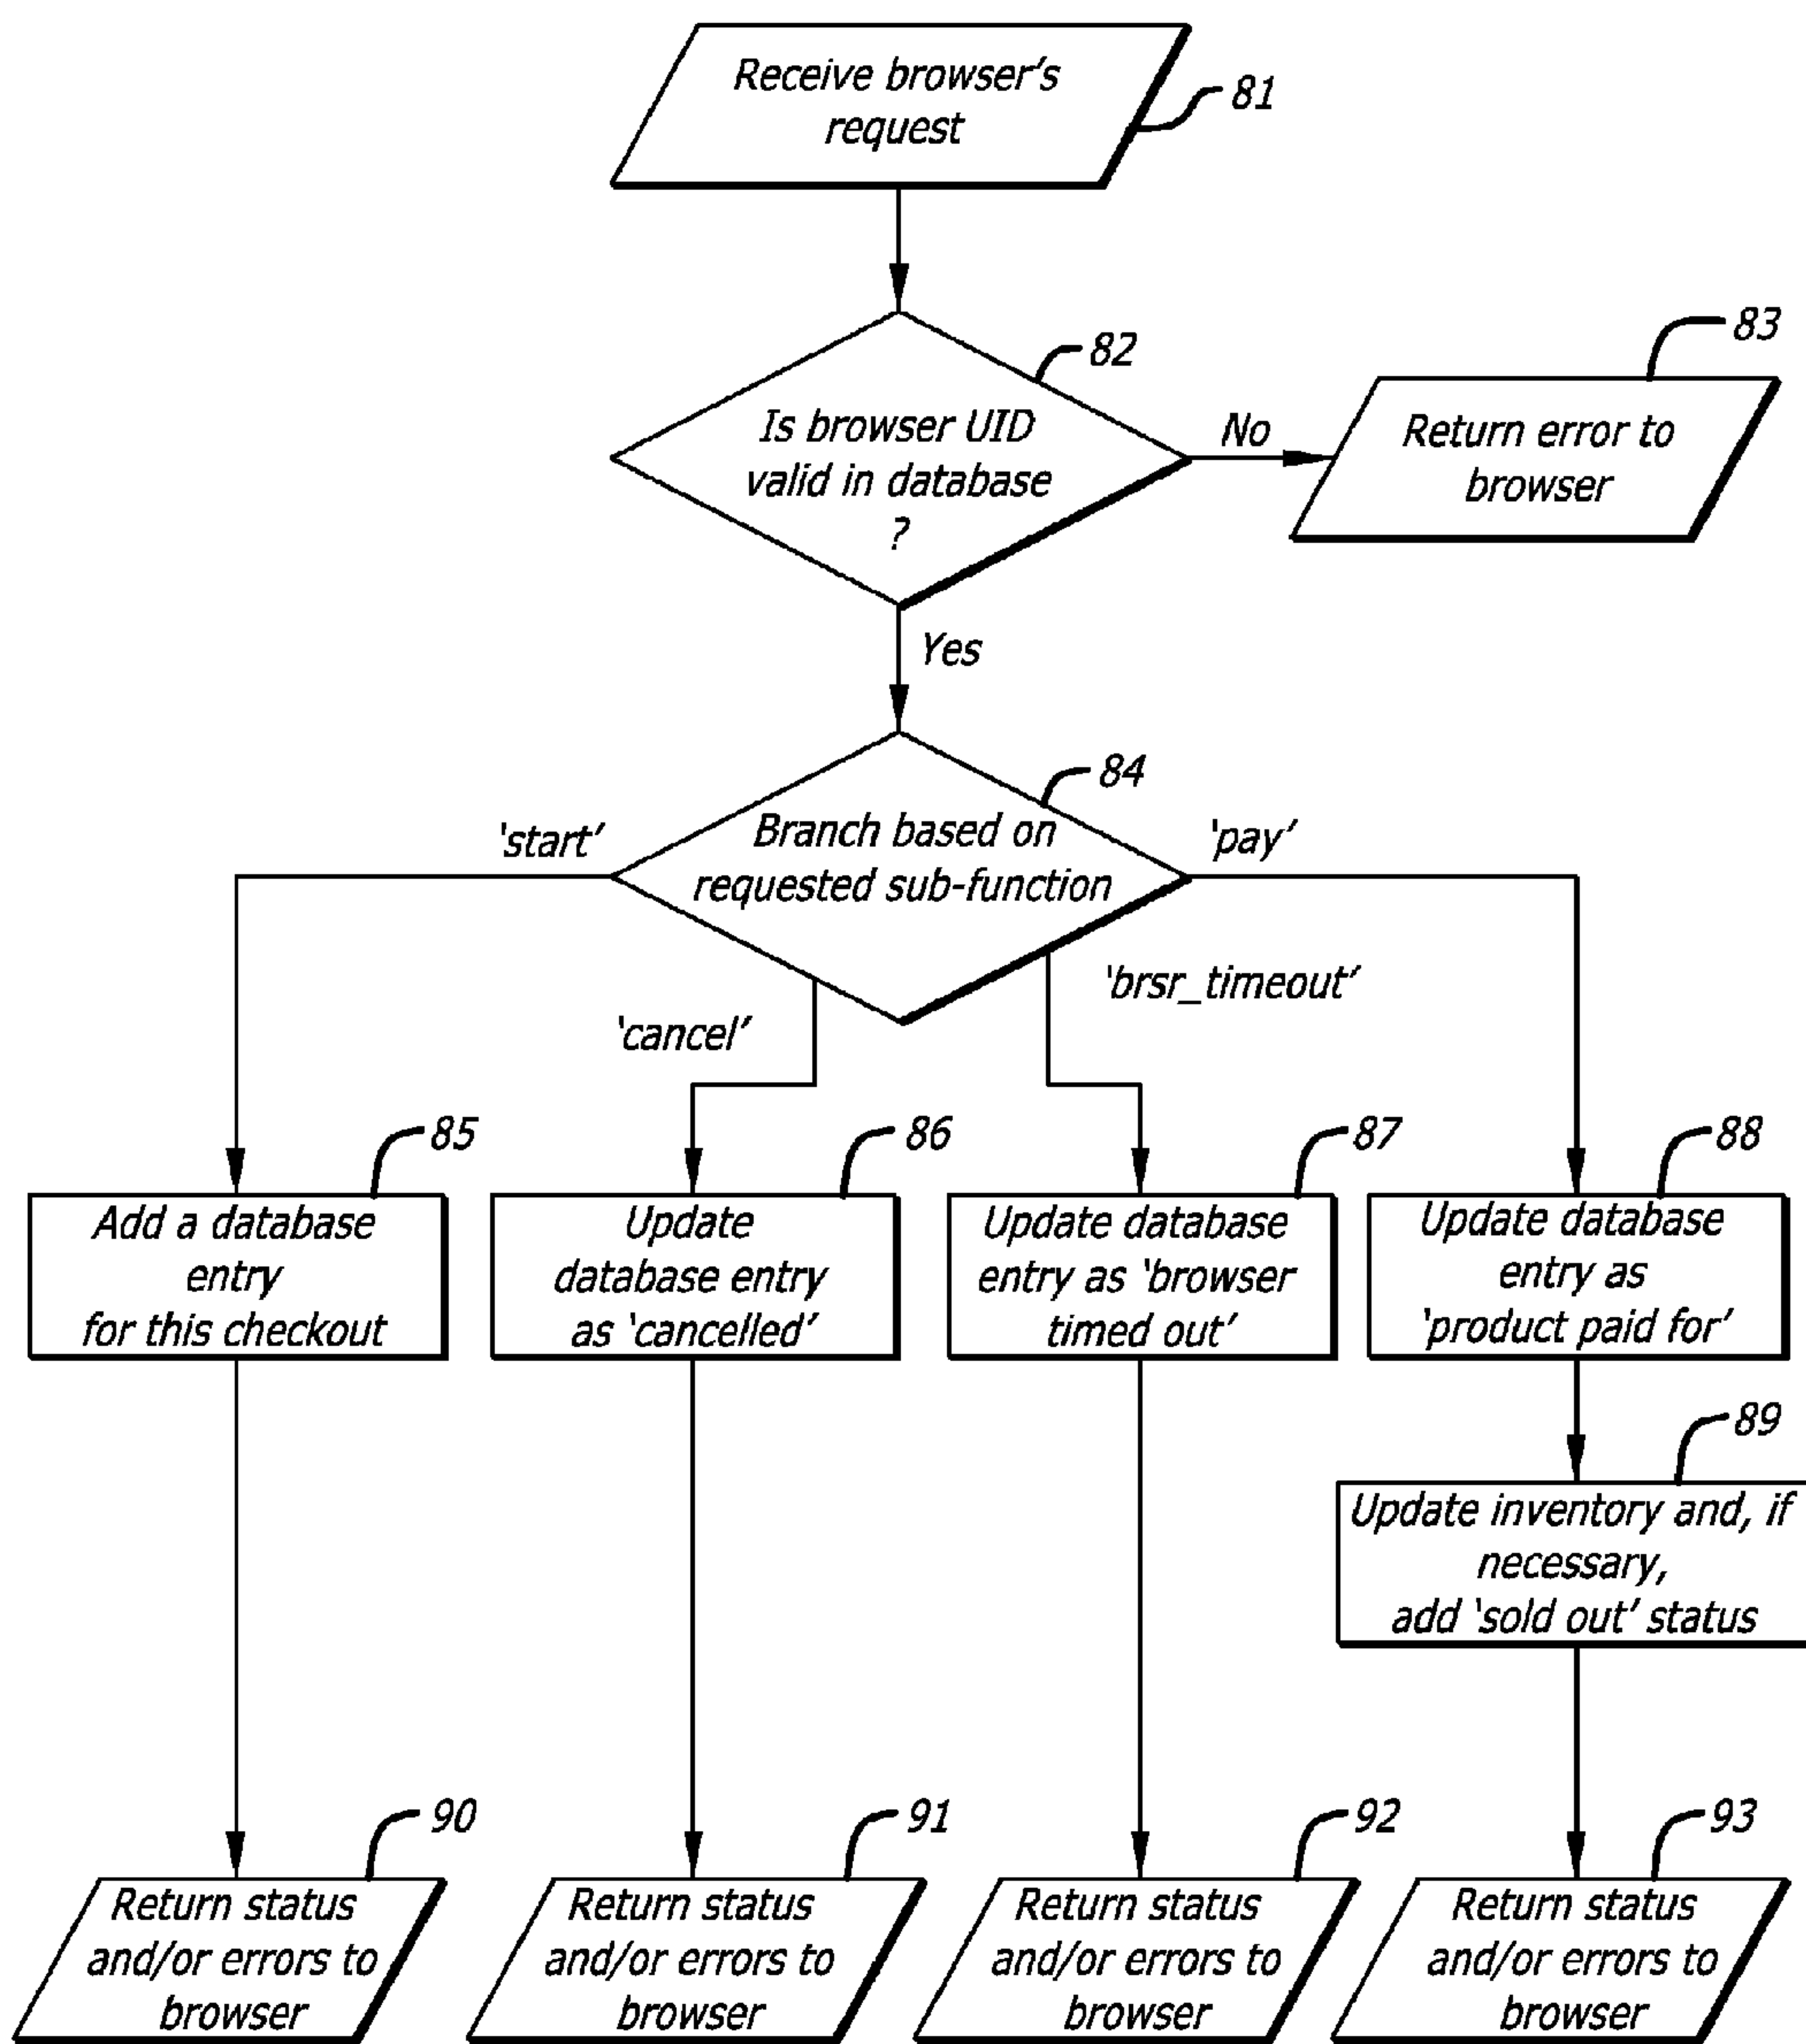 Receive browser's
request
81
82
Is browser UID
valid in database
?
No
83
Return error to
browser
Yes
84
Branch based on
requested sub-function
‘start’
‘pay’
‘cancel’
‘brsr_timeout’
85
Add a database
entry
for this checkout
86
Update
database entry
as ‘cancelled’
87
Update database
entry as ‘browser
timed out’
88
Update database
entry as
‘product paid for’
89
Update inventory and, if
necessary,
add ‘sold out’ status
90
Return status
and/or errors to
browser
91
Return status
and/or errors to
browser
92
Return status
and/or errors to
browser
93
Return status
and/or errors to
browser